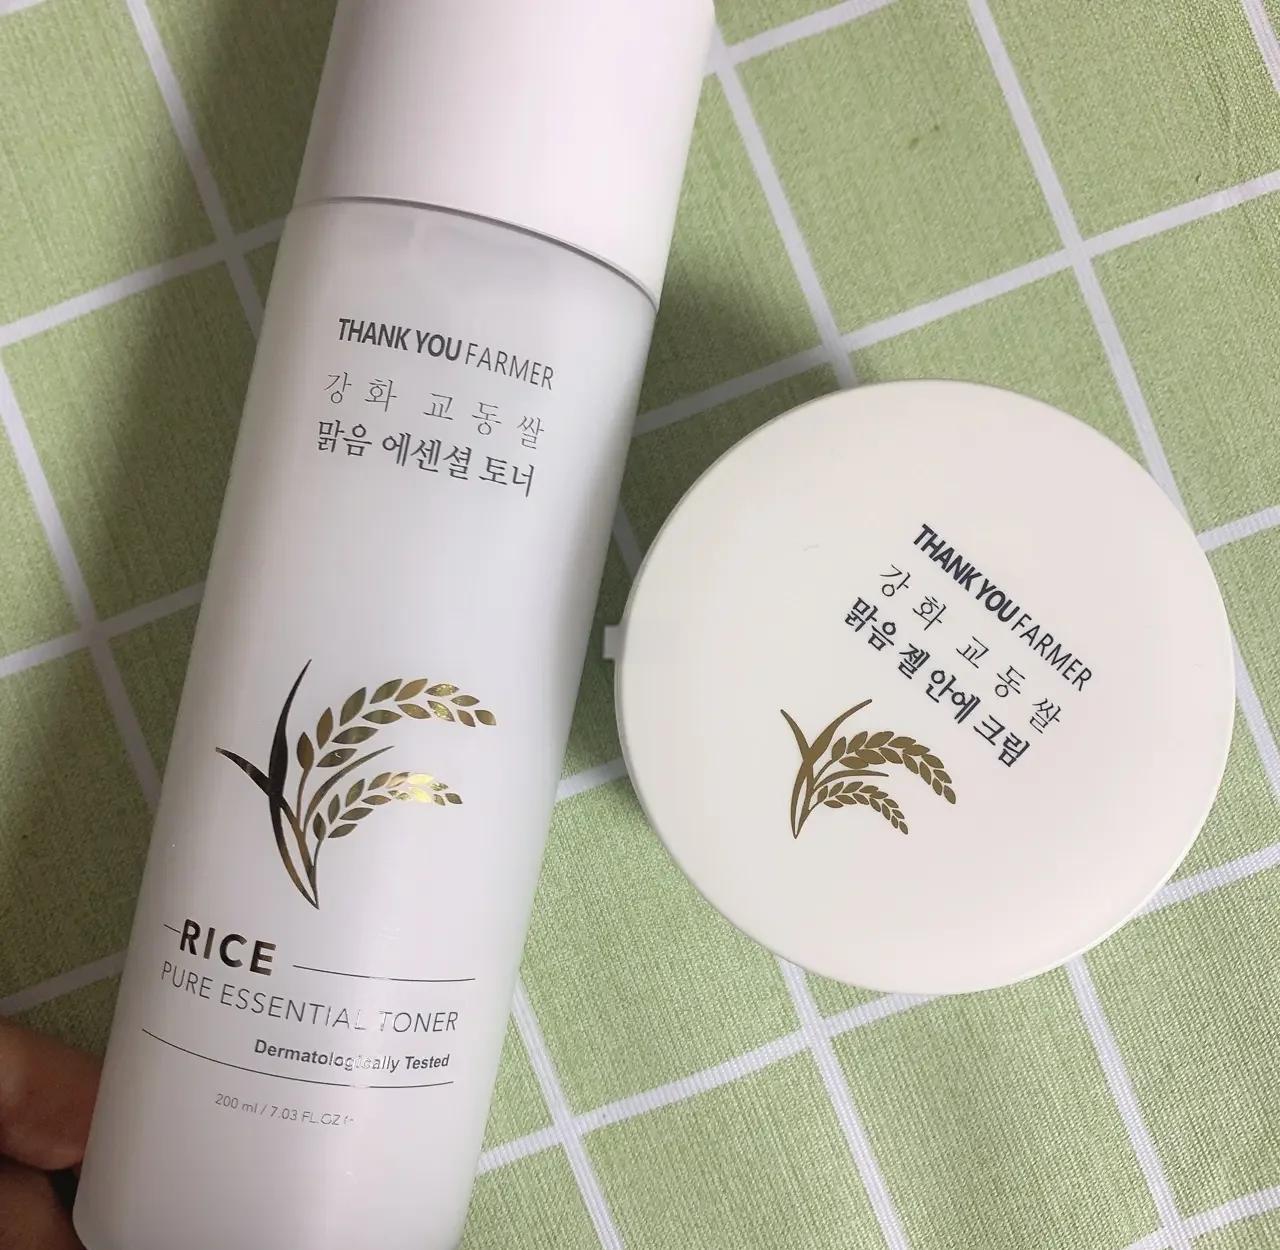 THANK YOU FARMER
강화 교동쌀
맑음 에센셜 토너
RICE
PURE ESSENTIAL TONER
Dermatologically Tested
200 ml / 7.03 FL.OZ
THANK YOU FARMER
강화 교동쌀
맑음 젤 안에 크림